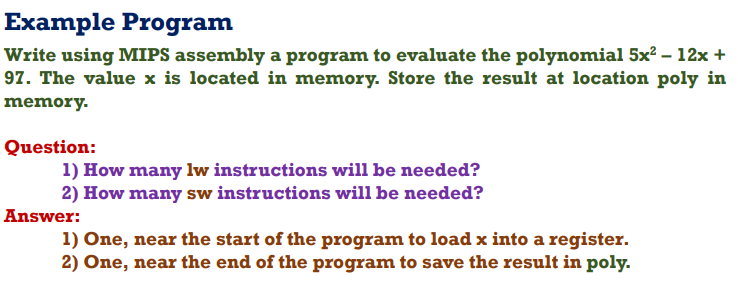 Example Program
Write using MIPS assembly a program to evaluate the polynomial 5x² – 12x +
97. The value x is located in memory. Store the result at location poly in
memory.
Question:
1) How many lw instructions will be needed?
2) How many sw instructions will be needed?
Answer:
1) One, near the start of the program to load x into a register.
2) One, near the end of the program to save the result in poly.